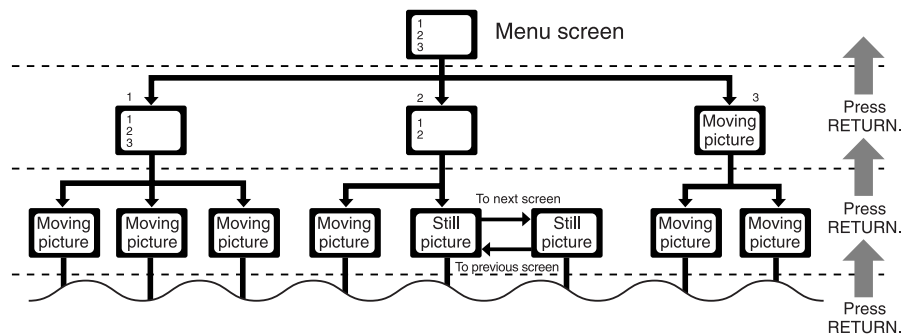 1
2
3
Menu screen
1
2
3
1
2
3
1
2
Moving
picture
Press
RETURN.
Moving
picture
Moving
picture
Moving
picture
Moving
picture
Still
picture
To next screen
To previous screen
Still
picture
Moving
picture
Moving
picture
Press
RETURN.
Press
RETURN.